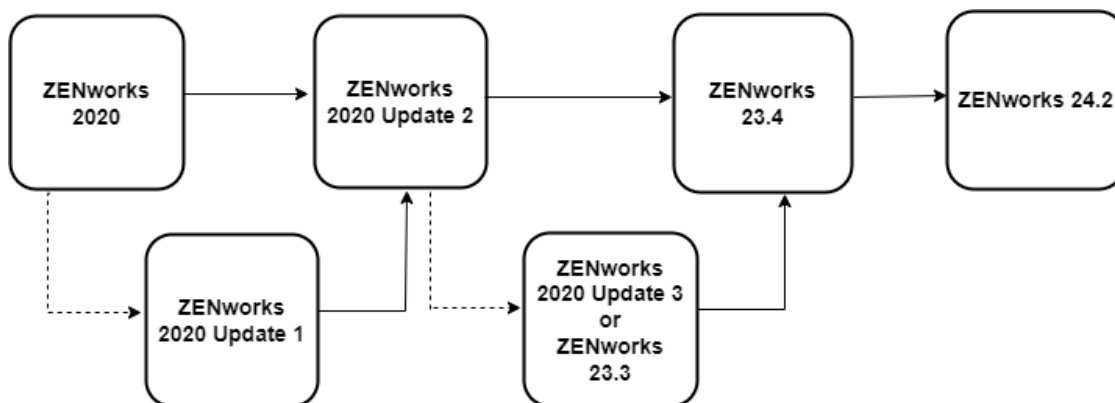 ZENworks
2020
ZENworks
2020 Update 2
ZENworks
23.4
ZENworks 24.2
ZENworks
2020 Update 1
ZENworks
2020 Update 3
or
ZENworks
23.3